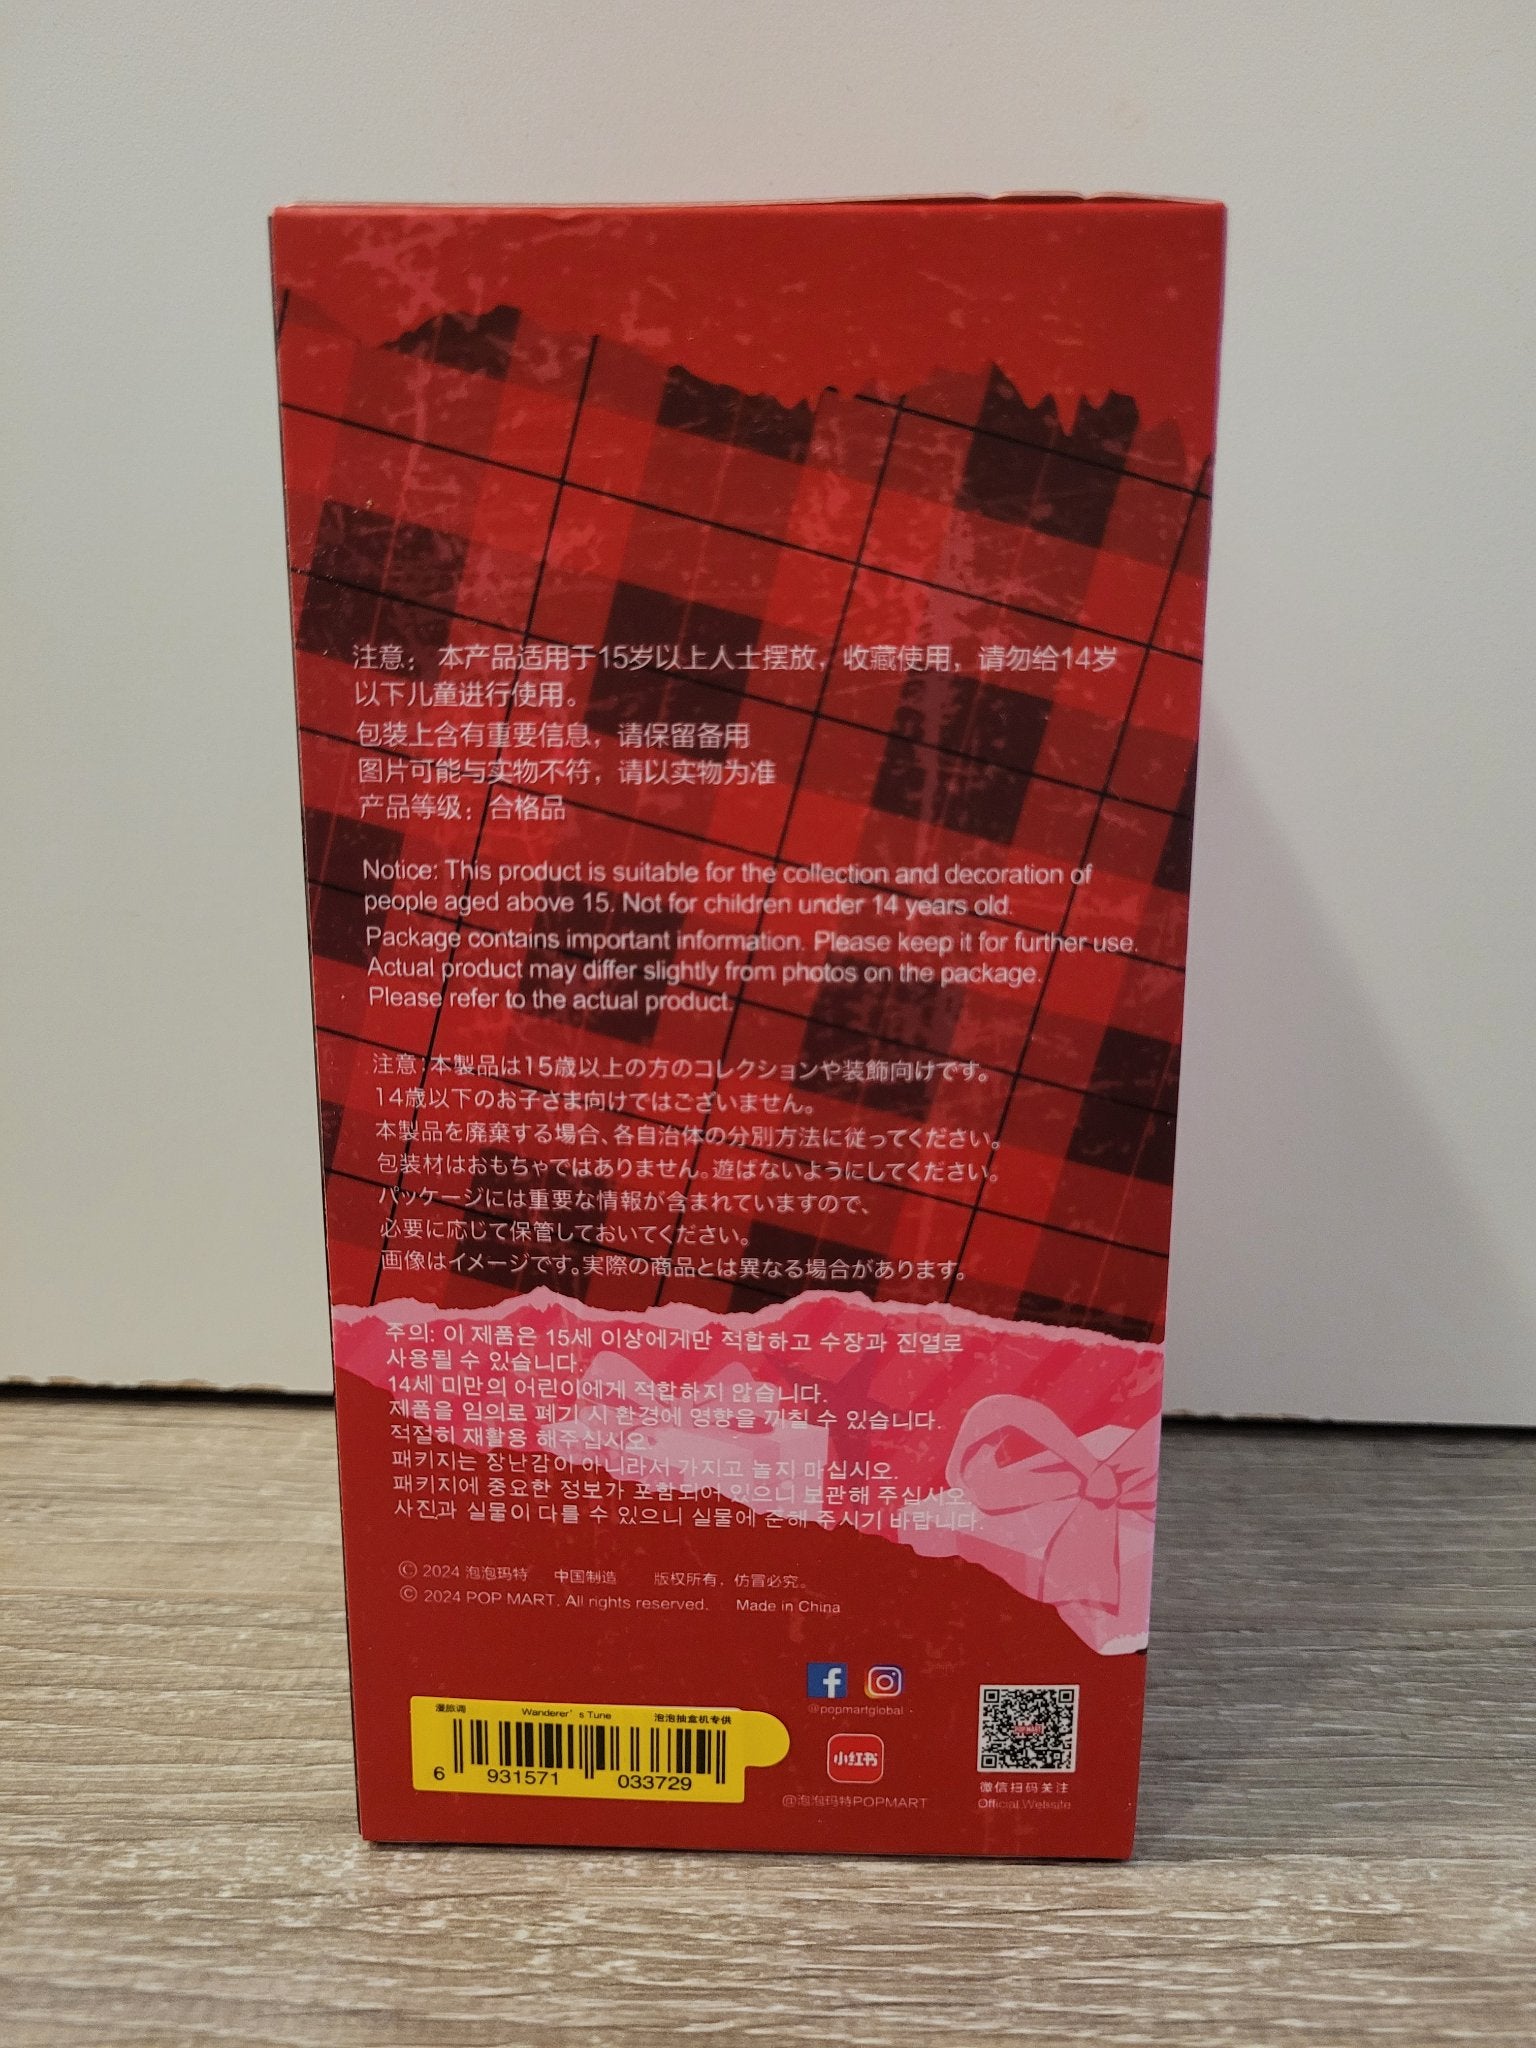 注意：本产品适用于15岁以上人士摆放，收藏使用，请勿给14岁
以下儿童进行使用。
包装上含有重要信息，请保留备用
图片可能与实物不符，请以实物为准
产品等级：合格品
Notice: This product is suitable for the collection and decoration of
people aged above 15. Not for children under 14 years old.
Package contains important information. Please keep it for further use.
Actual product may differ slightly from photos on the package.
Please refer to the actual product.
注意:本製品は15歳以上の方のコレクションや装飾向けです。
14歳以下のお子さま向けではございません。
本製品を廃棄する場合、各自治体の分別方法に従ってください。
包装材はおもちゃではありません。遊ばないようにしてください。
パッケージには重要な情報が含まれていますので、
必要に応じて保管しておいてください。
画像はイメージです。実際の商品とは異なる場合があります。
주의: 이 제품은 15세 이상에게만 적합하고 수장과 진열로
사용될 수 있습니다.
14세 미만의 어린이에게 적합하지 않습니다.
제품을 임의로 폐기 시 환경에 영향을 끼칠 수 있습니다.
적절히 재활용 해주십시오.
패키지는 장난감이 아니라서 가지고 놀지 마십시오.
패키지에 중요한 정보가 포함되어 있으니 보관해 주십시오.
사진과 실물이 다를 수 있으니 실물에 준해 주시기 바랍니다.
© 2024 泡泡玛特 中国制造 版权所有，仿冒必究。
© 2024 POP MART. All rights reserved. Made in China
@popmartglobal
漫旅调 Wanderer's Tune 泡泡抽盒机专供
6 931571 033729
小红书
@泡泡玛特POPMART
POP MART
微信扫码关注
Official Website